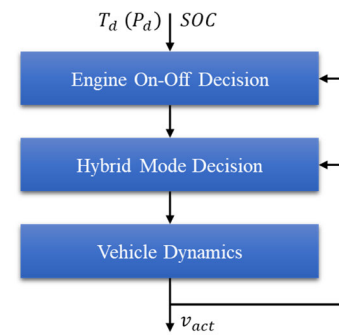 T_d (P_d) SOC
Engine On-Off Decision
Hybrid Mode Decision
Vehicle Dynamics
v_act